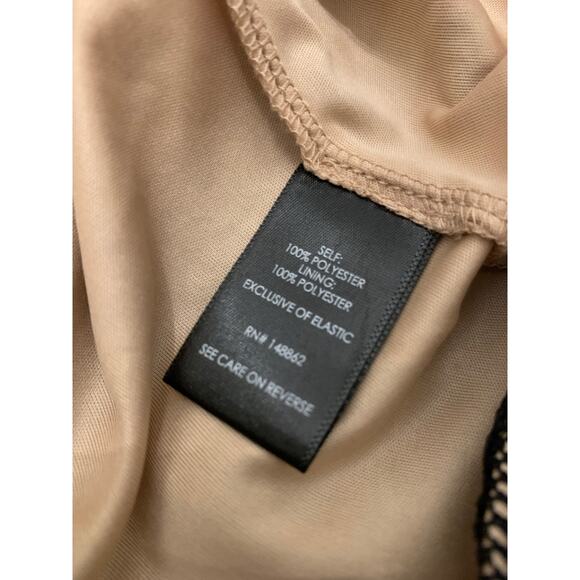 SELF:
100% POLYESTER
LINING:
100% POLYESTER
EXCLUSIVE OF ELASTIC
RN# 148862
SEE CARE ON REVERSE